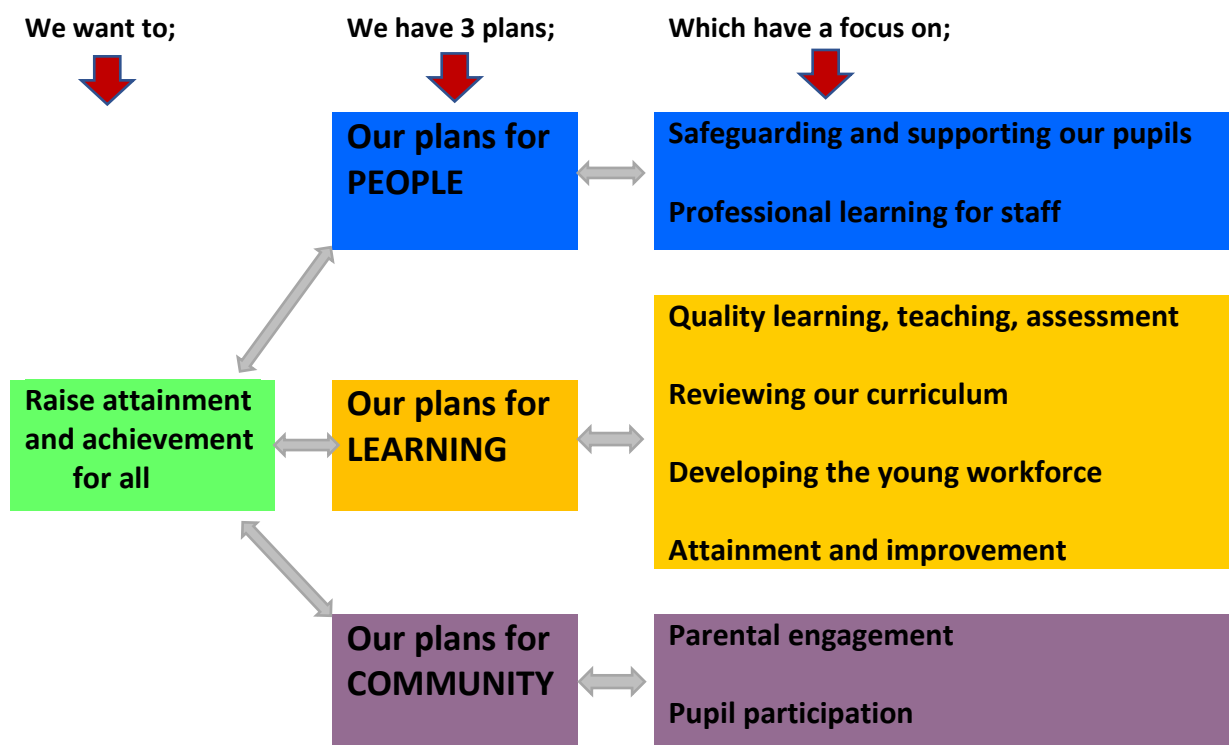 We want to;
We have 3 plans;
Which have a focus on;
Our plans for
PEOPLE
Safeguarding and supporting our pupils
Professional learning for staff
Raise attainment
and achievement
for all
Our plans for
LEARNING
Quality learning, teaching, assessment
Reviewing our curriculum
Developing the young workforce
Attainment and improvement
Our plans for
COMMUNITY
Parental engagement
Pupil participation